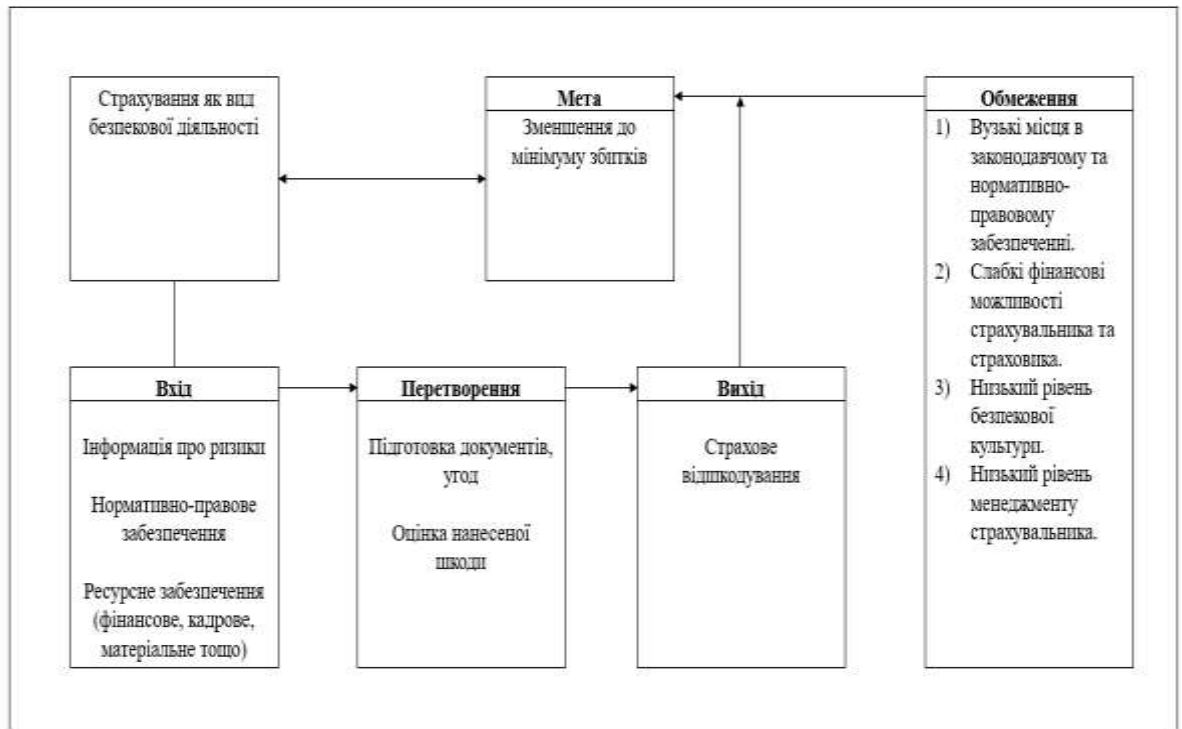 Страхування як вид
безпекової діяльності
Мета
Зменшення до
мінімуму збитків
Обмеження
1) Вузькі місця в
законодавчому та
нормативно-
правовому
забезпеченні.
2) Слабкі фінансові
можливості
страхувальника та
страховика.
3) Низький рівень
безпекової
культури.
4) Низький рівень
менеджменту
страхувальника.
Вхід
Інформація про ризики
Нормативно-правове
забезпечення
Ресурсне забезпечення
(фінансове, кадрове,
матеріальне тощо)
Перетворення
Підготовка документів,
угод
Оцінка нанесеної
шкоди
Вихід
Страхове
відшкодування